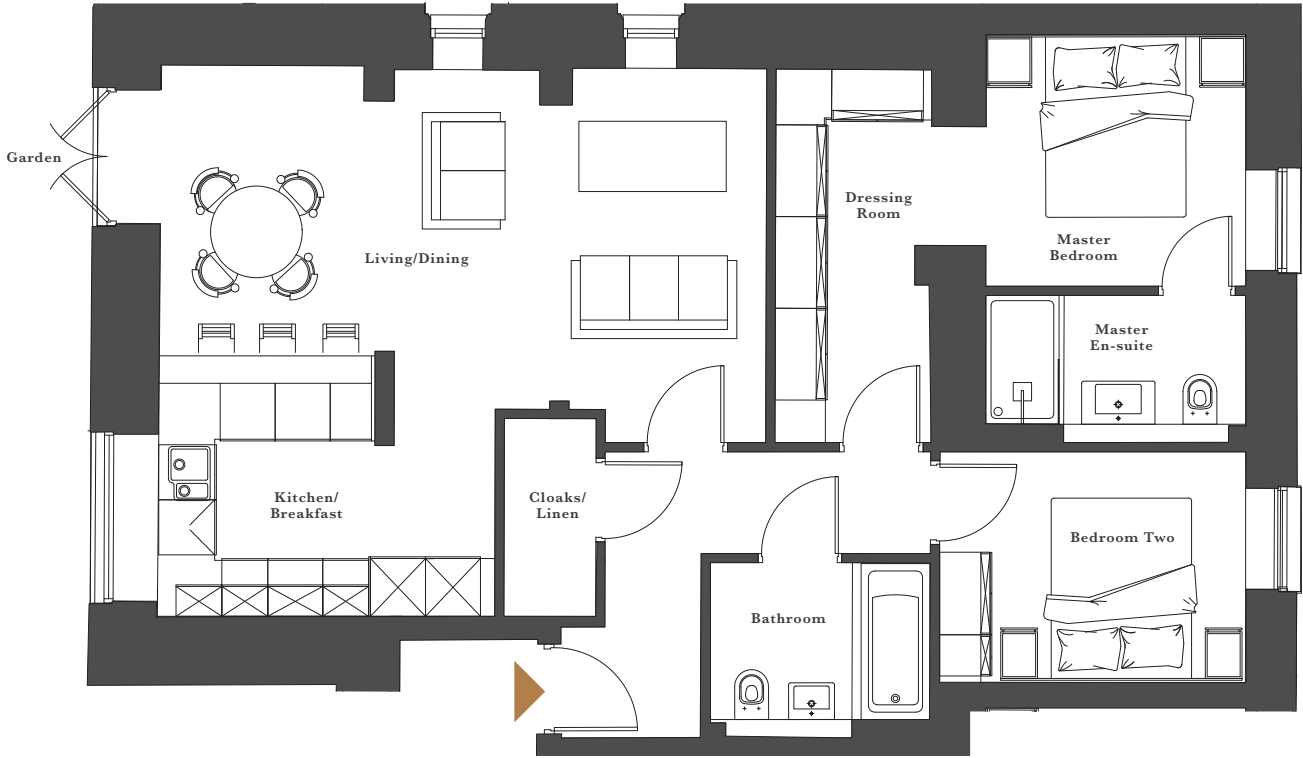 Garden
Living/Dining
Dressing
Room
Master
Bedroom
Master
En-suite
Kitchen/
Breakfast
Cloaks/
Linen
Bedroom Two
Bathroom